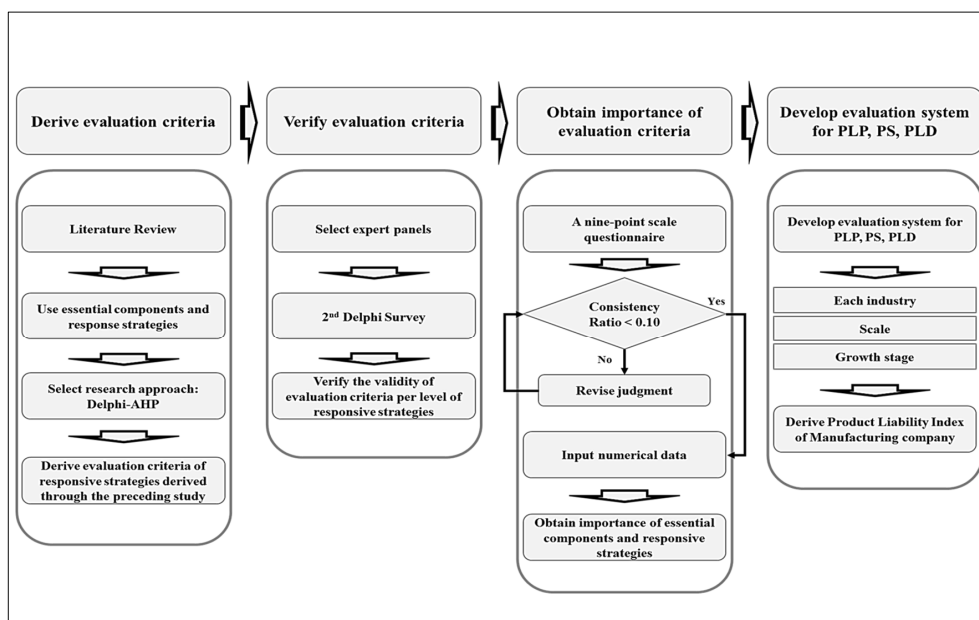 Derive evaluation criteria
Verify evaluation criteria
Obtain importance of
evaluation criteria
Develop evaluation system
for PLP, PS, PLD
Literature Review
Use essential components and
response strategies
Select research approach:
Delphi-AHP
Derive evaluation criteria of
responsive strategies derived
through the preceding study
Select expert panels
2nd Delphi Survey
Verify the validity of
evaluation criteria per level of
responsive strategies
A nine-point scale
questionnaire
Consistency
Ratio < 0.10
Yes
No
Revise judgment
Input numerical data
Obtain importance of essential
components and responsive
strategies
Develop evaluation system for
PLP, PS, PLD
Each industry
Scale
Growth stage
Derive Product Liability Index
of Manufacturing company